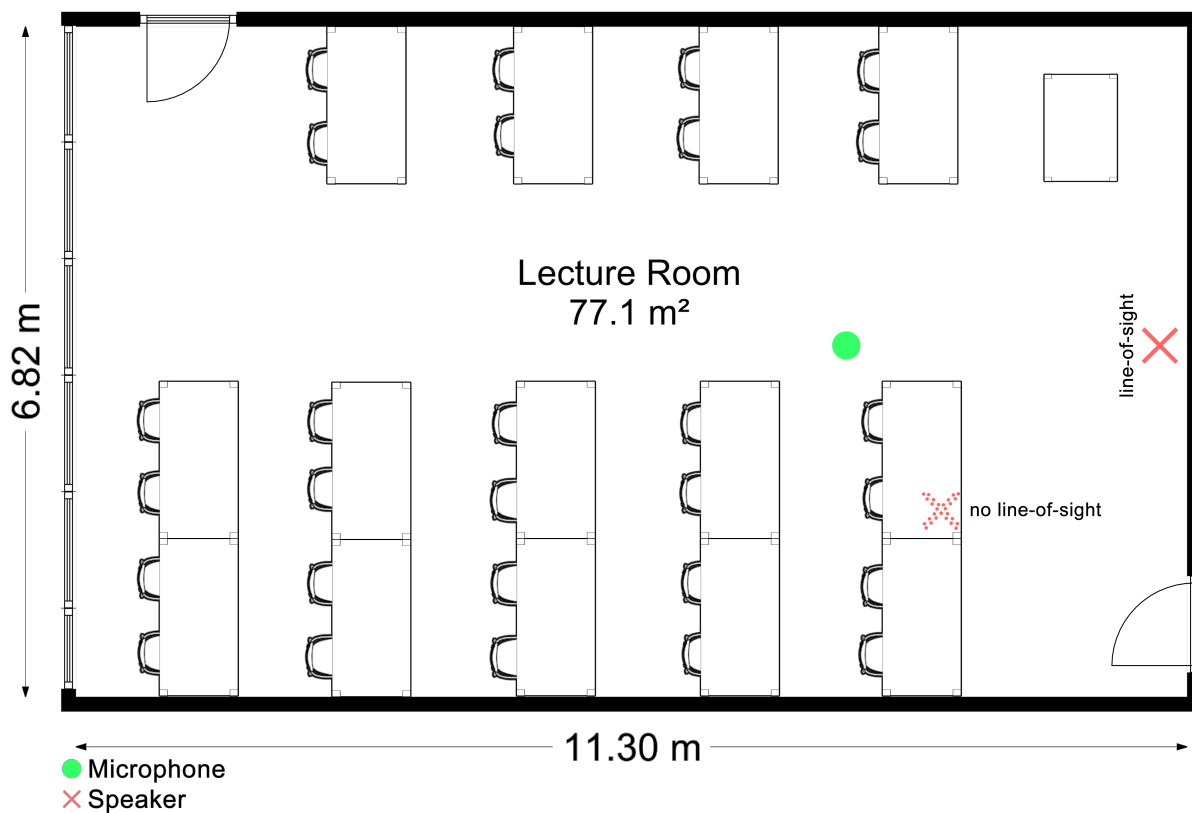 Lecture Room
77.1 m²
6.82 m
line-of-sight
no line-of-sight
11.30 m
Microphone
Speaker